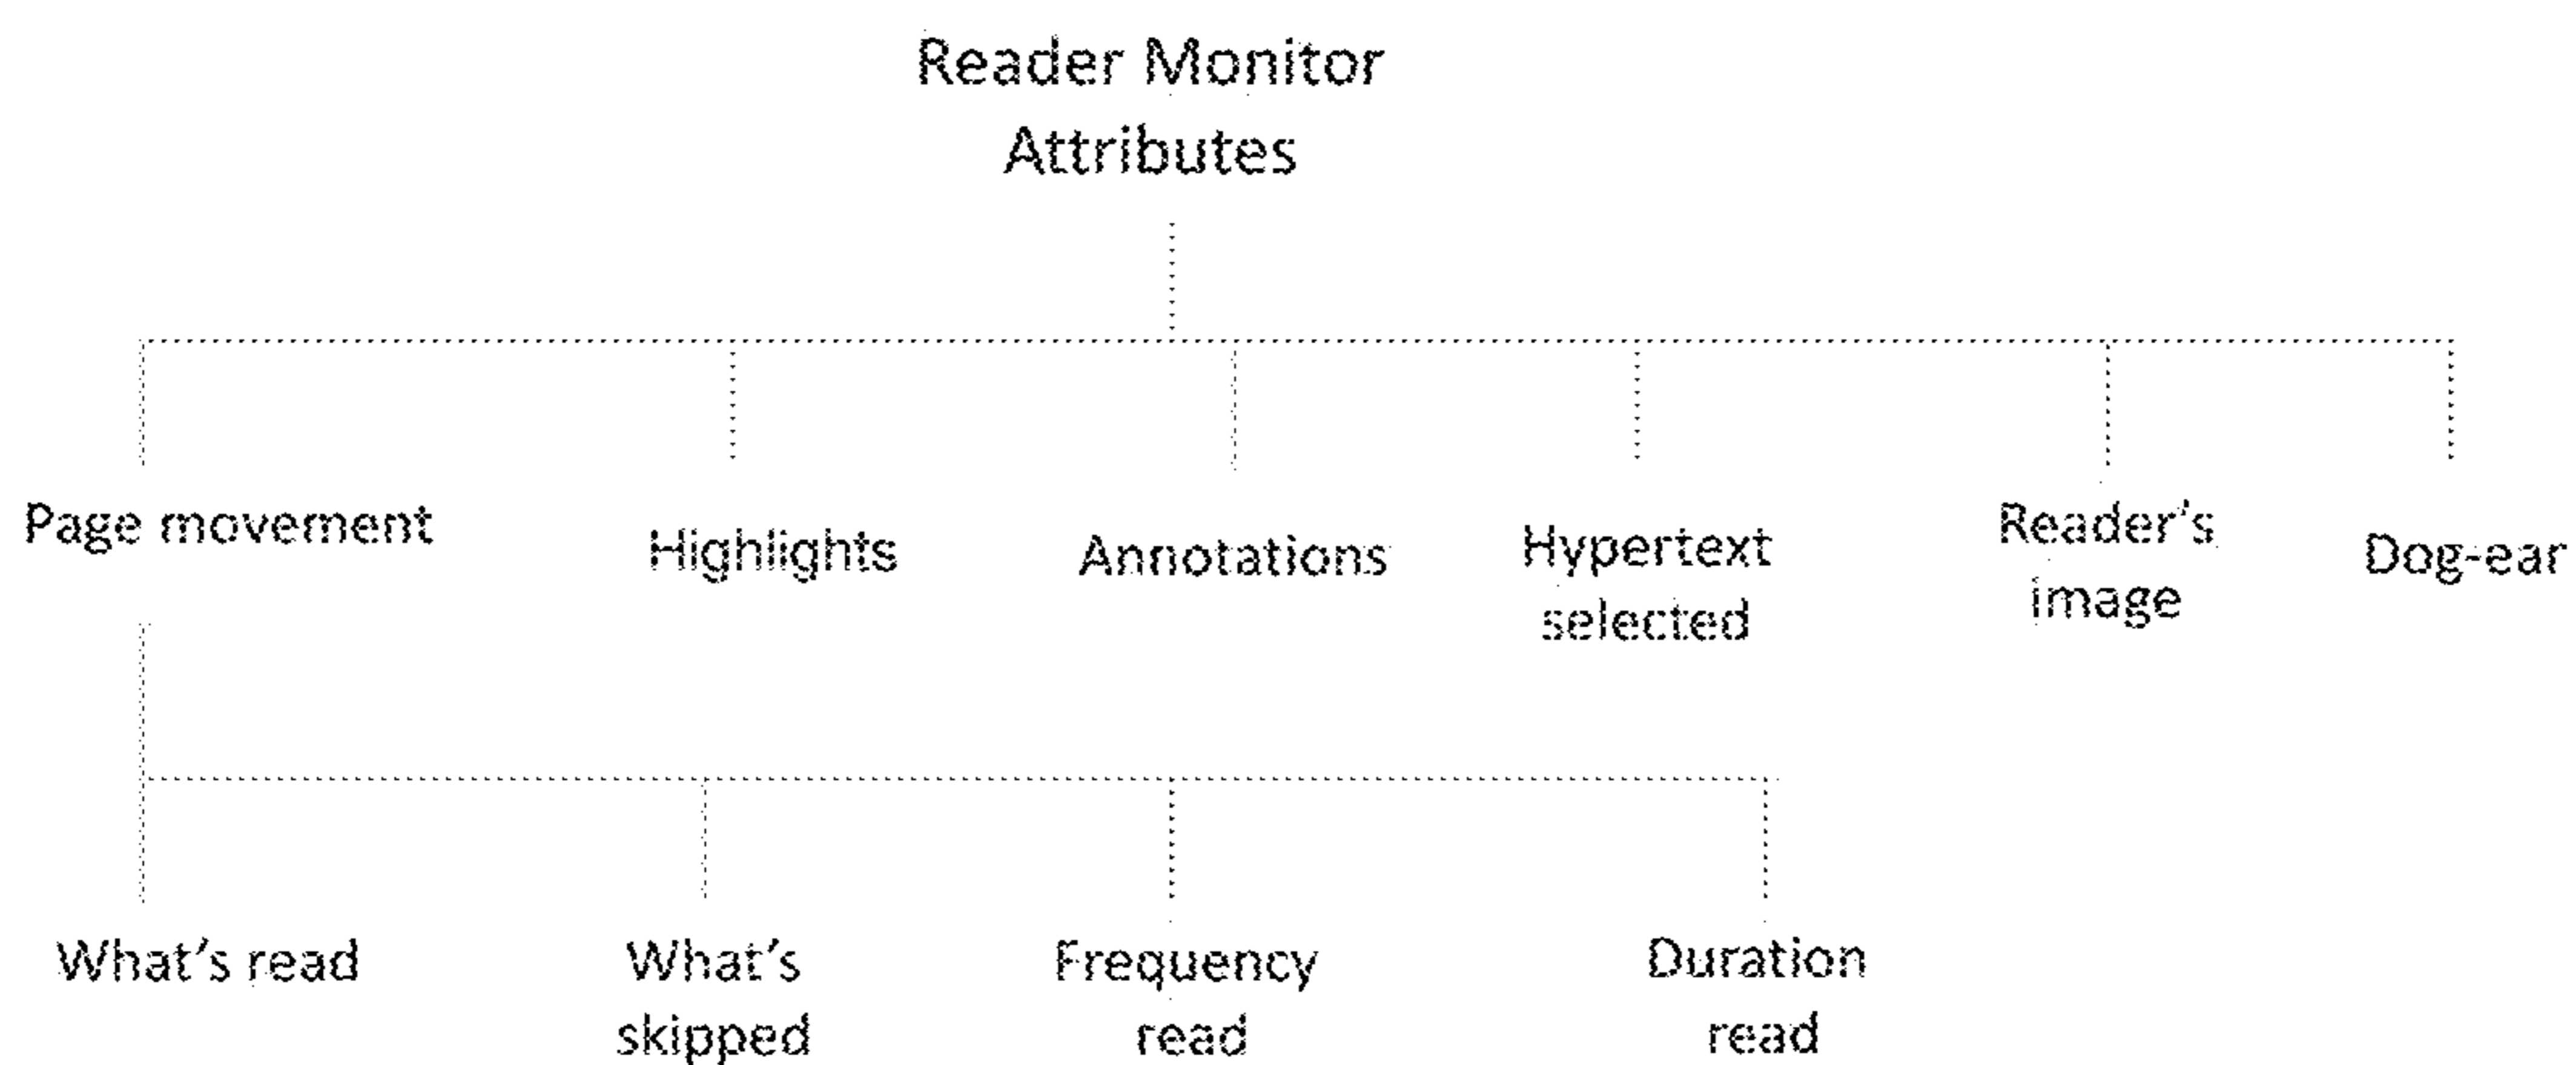 Reader Monitor
Attributes
Page movement
Highlights
Annotations
Hypertext
selected
Reader's
image
Dog-ear
What's read
What's
skipped
Frequency
read
Duration
read